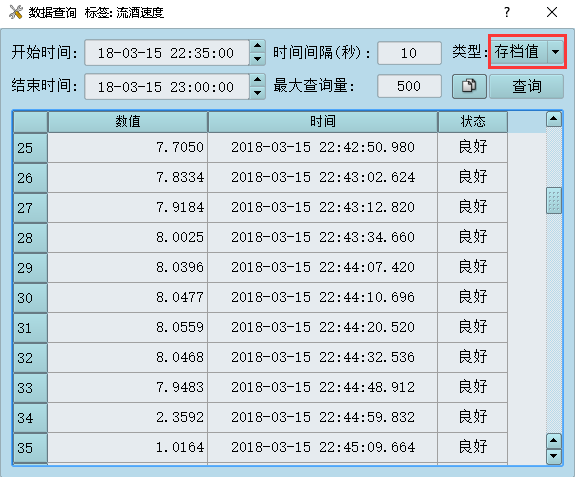 数据查询 标签: 流酒速度 ?
开始时间: 18-03-15 22:35:00 时间间隔(秒): 10 类型: 存档值
结束时间: 18-03-15 23:00:00 最大查询量: 500 查询
数值 时间 状态
25 7.7050 2018-03-15 22:42:50.980 良好
26 7.8334 2018-03-15 22:43:02.624 良好
27 7.9184 2018-03-15 22:43:12.820 良好
28 8.0025 2018-03-15 22:43:34.660 良好
29 8.0396 2018-03-15 22:44:07.420 良好
30 8.0477 2018-03-15 22:44:10.696 良好
31 8.0559 2018-03-15 22:44:20.520 良好
32 8.0468 2018-03-15 22:44:32.536 良好
33 7.9483 2018-03-15 22:44:48.912 良好
34 2.3592 2018-03-15 22:44:59.832 良好
35 1.0164 2018-03-15 22:45:09.664 良好